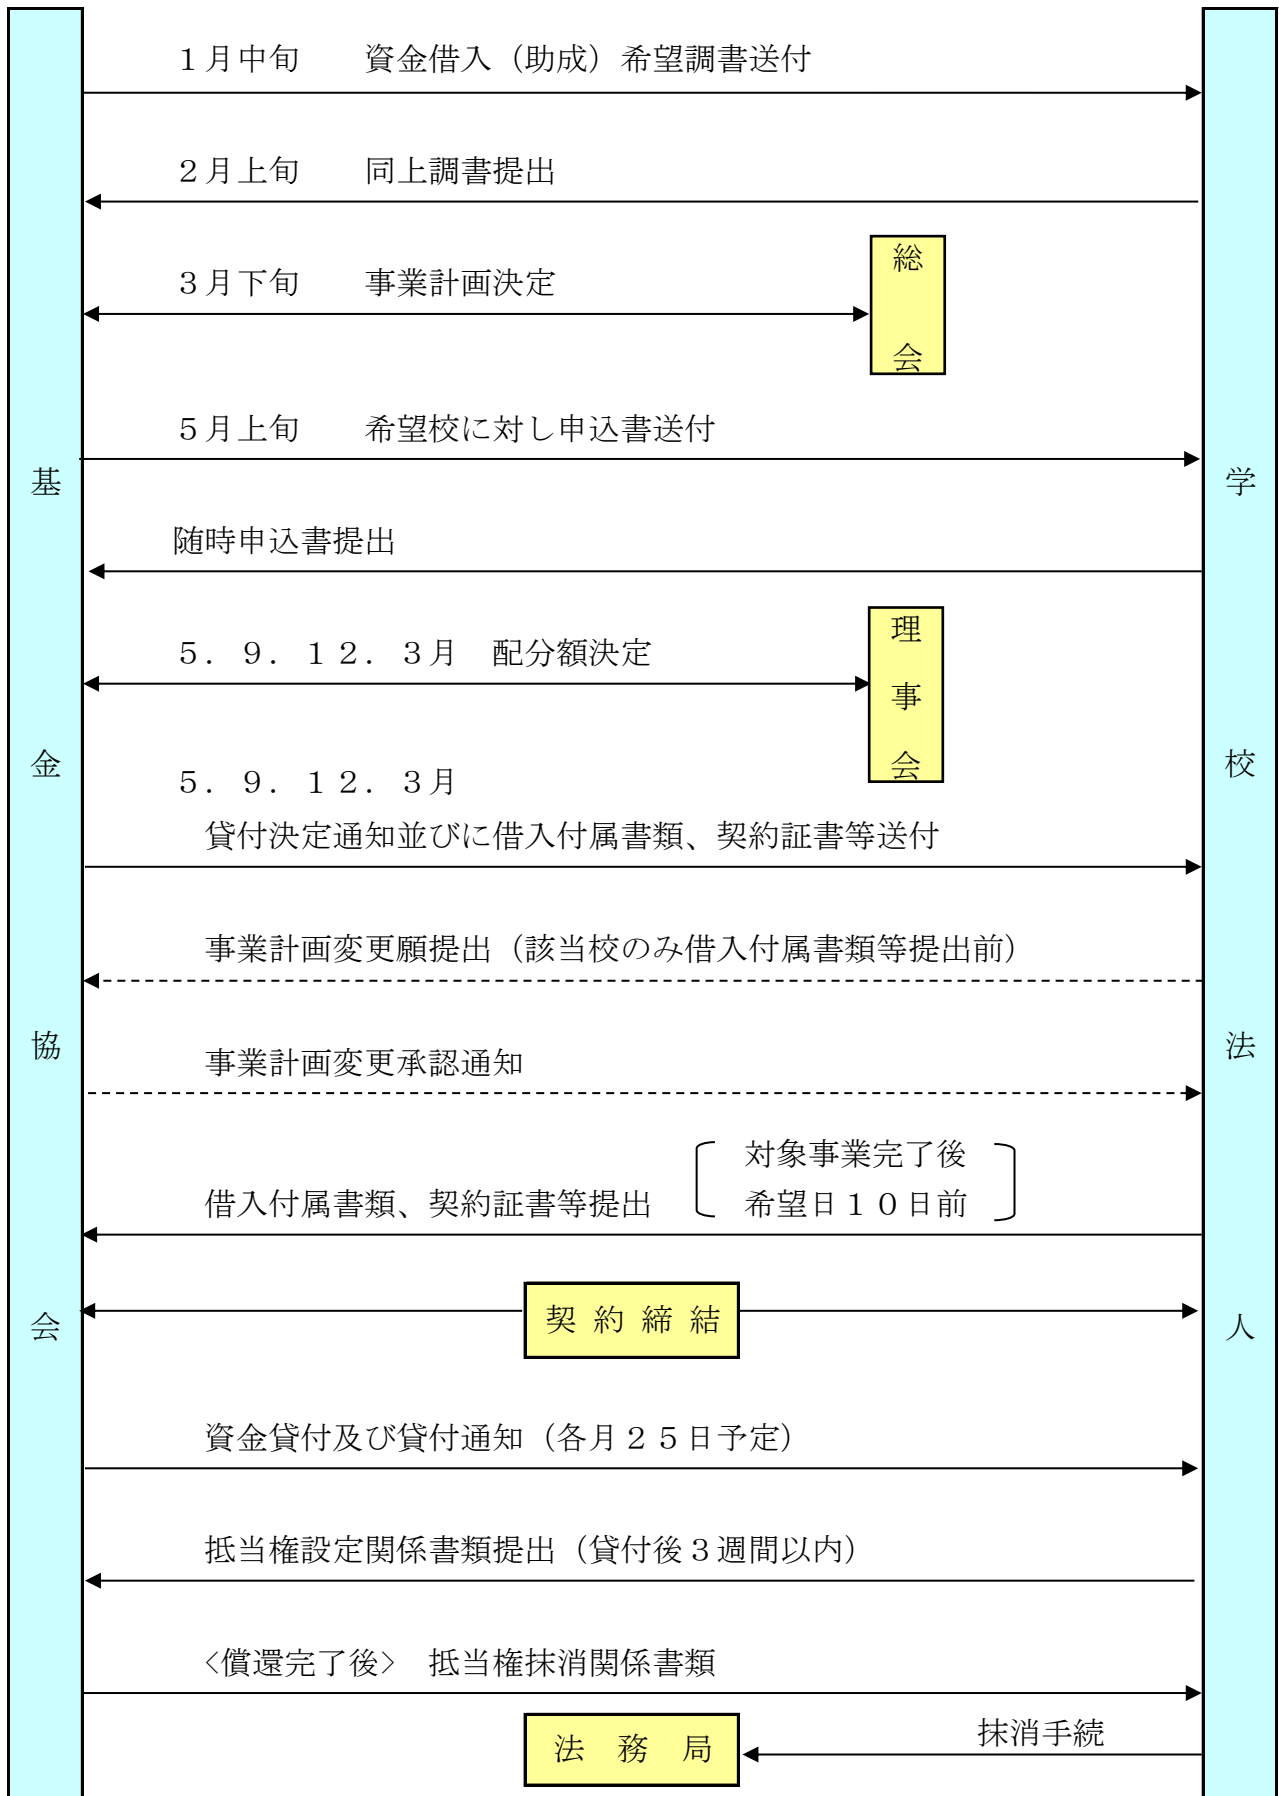 １月中旬　　資金借入（助成）希望調書送付
２月上旬　　同上調書提出
３月下旬　　事業計画決定
総会
５月上旬　　希望校に対し申込書送付
随時申込書提出
５．９．１２．３月　配分額決定
理事会
５．９．１２．３月
貸付決定通知並びに借入付属書類、契約証書等送付
事業計画変更願提出（該当校のみ借入付属書類等提出前）
事業計画変更承認通知
対象事業完了後
希望日１０日前
借入付属書類、契約証書等提出
契約締結
資金貸付及び貸付通知（各月２５日予定）
抵当権設定関係書類提出（貸付後３週間以内）
<償還完了後>　抵当権抹消関係書類
抹消手続
法務局
基金協会
学校法人